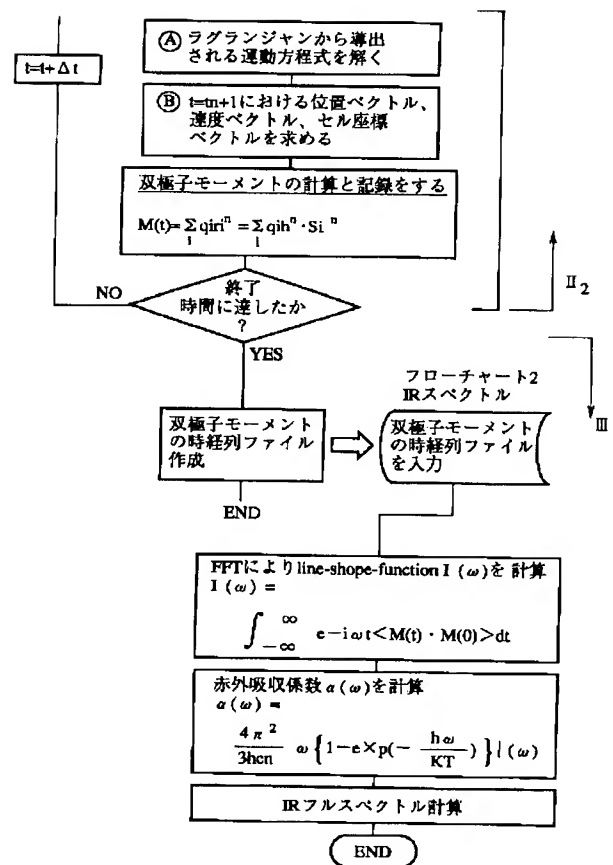 Ⓐ ラグランジャンから導出
される運動方程式を解く
t=t+Δt
Ⓑ t=tn+1における位置ベクトル、
速度ベクトル、セル座標
ベクトルを求める
双極子モーメントの計算と記録をする
M(t)=Σqiri^n = Σqih^n・Si^n
i i
NO
終了
時間に達したか
?
II₂
YES
フローチャート2
IRスペクトル
III
双極子モーメント
の時経列ファイル
作成
双極子モーメント
の時経列ファイル
を入力
END
FFTによりline-shope-function I (ω)を 計算
I (ω) =
∫_{-∞}^{∞} e-iωt<M(t)・M(0)>dt
赤外吸収係数 α(ω)を計算
α(ω) =
4π² / 3hcn ω{1-e×p(- hω / KT )}l(ω)
IRフルスペクトル計算
END